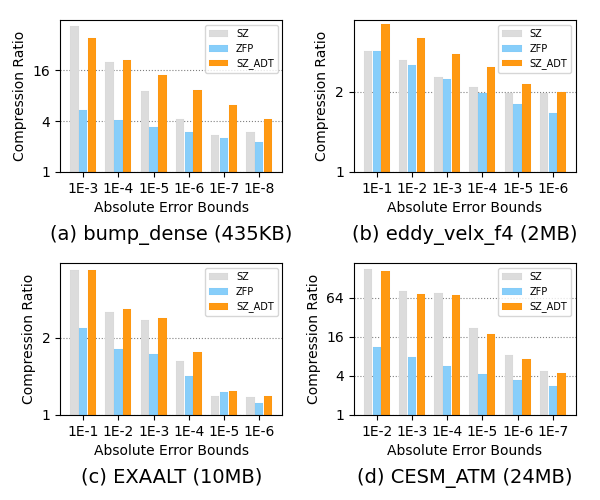 Compression Ratio
16
4
1
SZ
ZFP
SZ_ADT
1E-3 1E-4 1E-5 1E-6 1E-7 1E-8
Absolute Error Bounds
(a) bump_dense (435KB)
Compression Ratio
2
1
SZ
ZFP
SZ_ADT
1E-1 1E-2 1E-3 1E-4 1E-5 1E-6
Absolute Error Bounds
(b) eddy_velx_f4 (2MB)
Compression Ratio
2
1
SZ
ZFP
SZ_ADT
1E-1 1E-2 1E-3 1E-4 1E-5 1E-6
Absolute Error Bounds
(c) EXAALT (10MB)
Compression Ratio
64
16
4
1
SZ
ZFP
SZ_ADT
1E-2 1E-3 1E-4 1E-5 1E-6 1E-7
Absolute Error Bounds
(d) CESM_ATM (24MB)